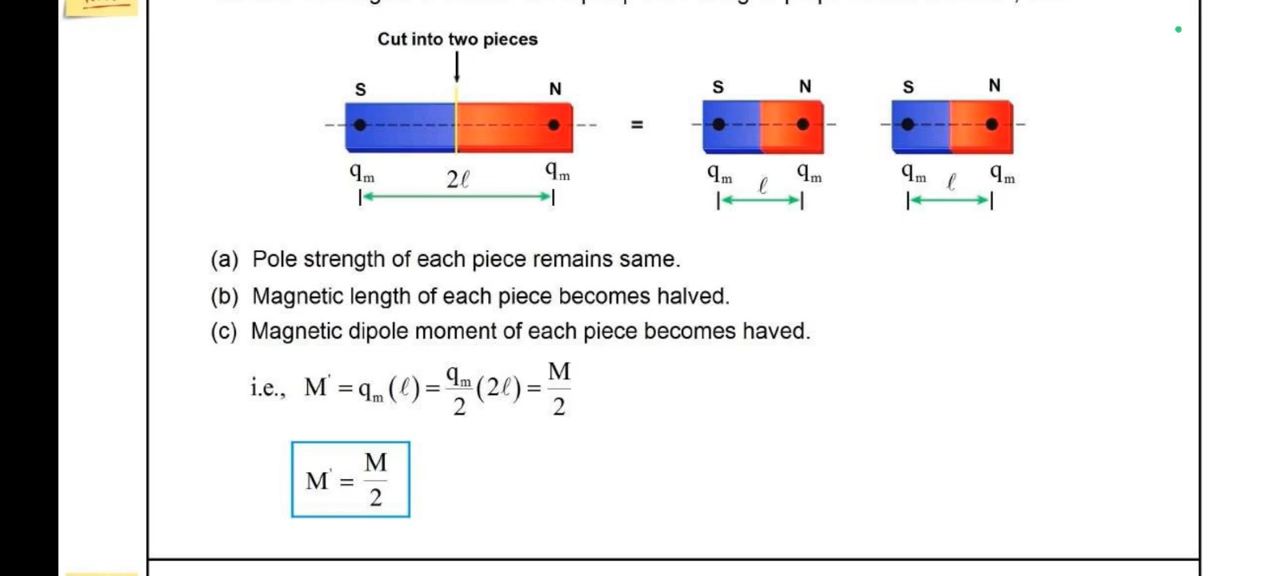 Cut into two pieces
S N S N S N
=
qₘ 2ℓ qₘ qₘ ℓ qₘ qₘ ℓ qₘ
(a) Pole strength of each piece remains same.
(b) Magnetic length of each piece becomes halved.
(c) Magnetic dipole moment of each piece becomes haved.
i.e., M' = qₘ (ℓ) = qₘ/2 (2ℓ) = M/2
M' = M/2